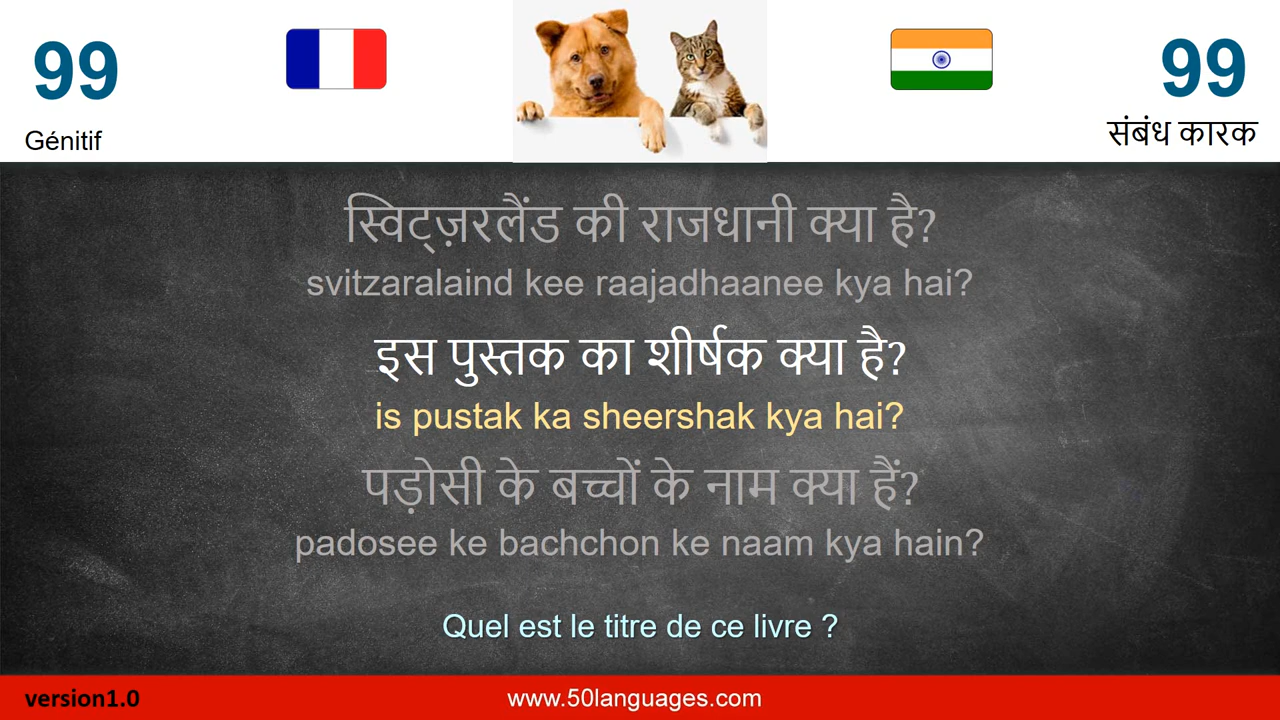 99
99
Génitif
संबंध कारक
स्विट्ज़रलैंड की राजधानी क्या है?
svitzaralaind kee raajadhaanee kya hai?
इस पुस्तक का शीर्षक क्या है?
is pustak ka sheershak kya hai?
पड़ोसी के बच्चों के नाम क्या हैं?
padosee ke bachchon ke naam kya hain?
Quel est le titre de ce livre ?
version1.0
www.50languages.com